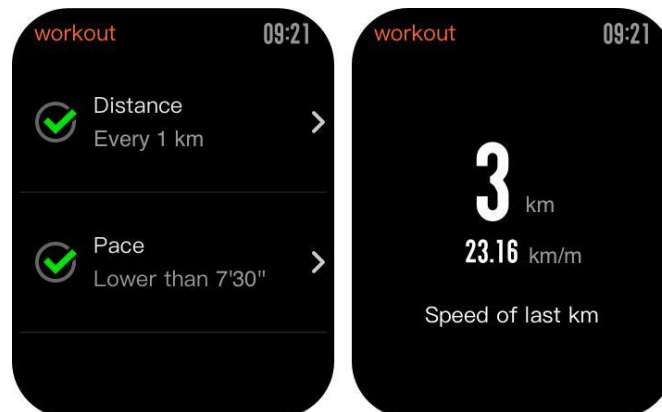 workout 09:21
Distance
Every 1 km
Pace
Lower than 7'30"
workout 09:21
3 km
23.16 km/m
Speed of last km